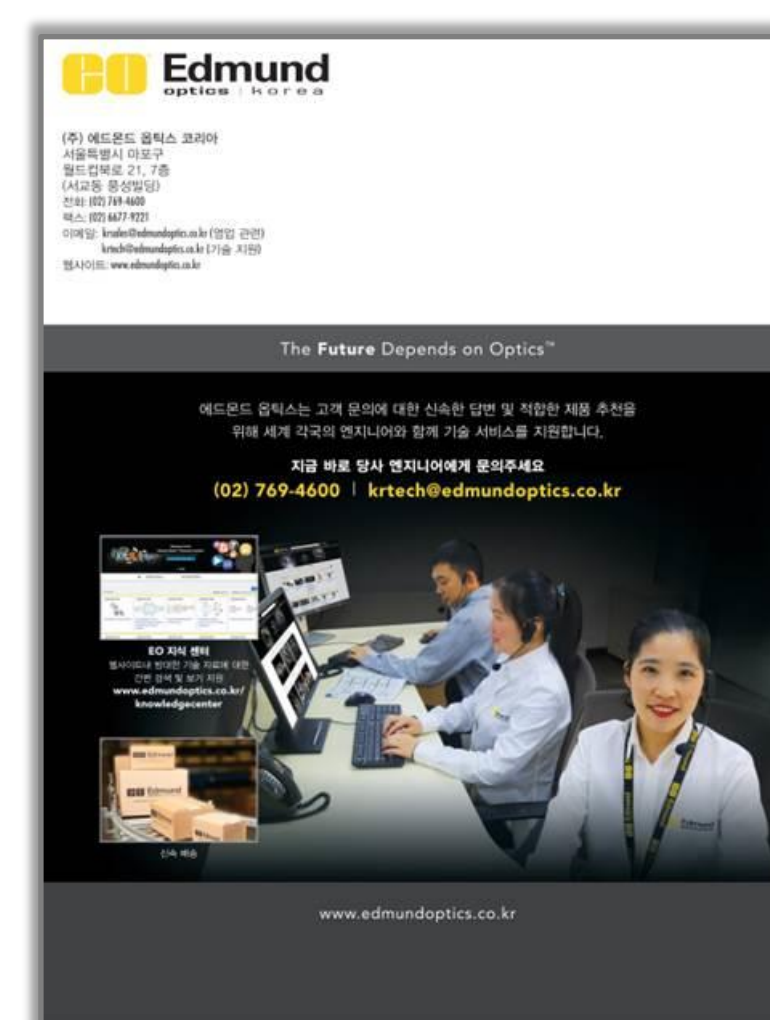 EO Edmund
optics | korea
(주) 에드몬드 옵틱스 코리아
서울특별시 마포구
월드컵북로 21, 7층
(서교동 풍성빌딩)
전화: (02) 769-4600
팩스: (02) 6677-9221
이메일: krsales@edmundoptics.co.kr (영업 관련)
krtech@edmundoptics.co.kr (기술 지원)
웹사이트: www.edmundoptics.co.kr
The Future Depends on Optics™
에드몬드 옵틱스는 고객 문의에 대한 신속한 답변 및 적합한 제품 추천을
위해 세계 각국의 엔지니어와 함께 기술 서비스를 지원합니다.
지금 바로 당사 엔지니어에게 문의주세요
(02) 769-4600 | krtech@edmundoptics.co.kr
EO 지식 센터
웹사이트내 방대한 기술 자료에 대한
간편 검색 및 보기 지원
www.edmundoptics.co.kr/
knowledgecenter
EO Edmund
Edmund
신속 배송
www.edmundoptics.co.kr